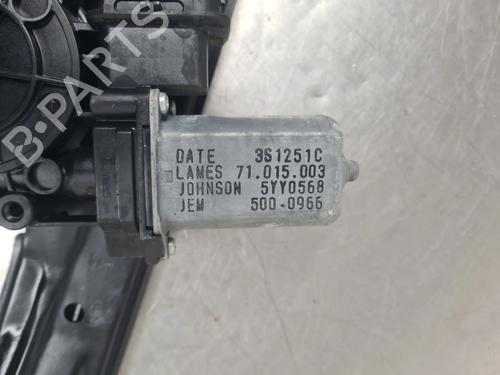 B-PARTS
DATE 3S1251C
LAMES 71.015.003
JOHNSON 5YY0568
JEM 500-0966